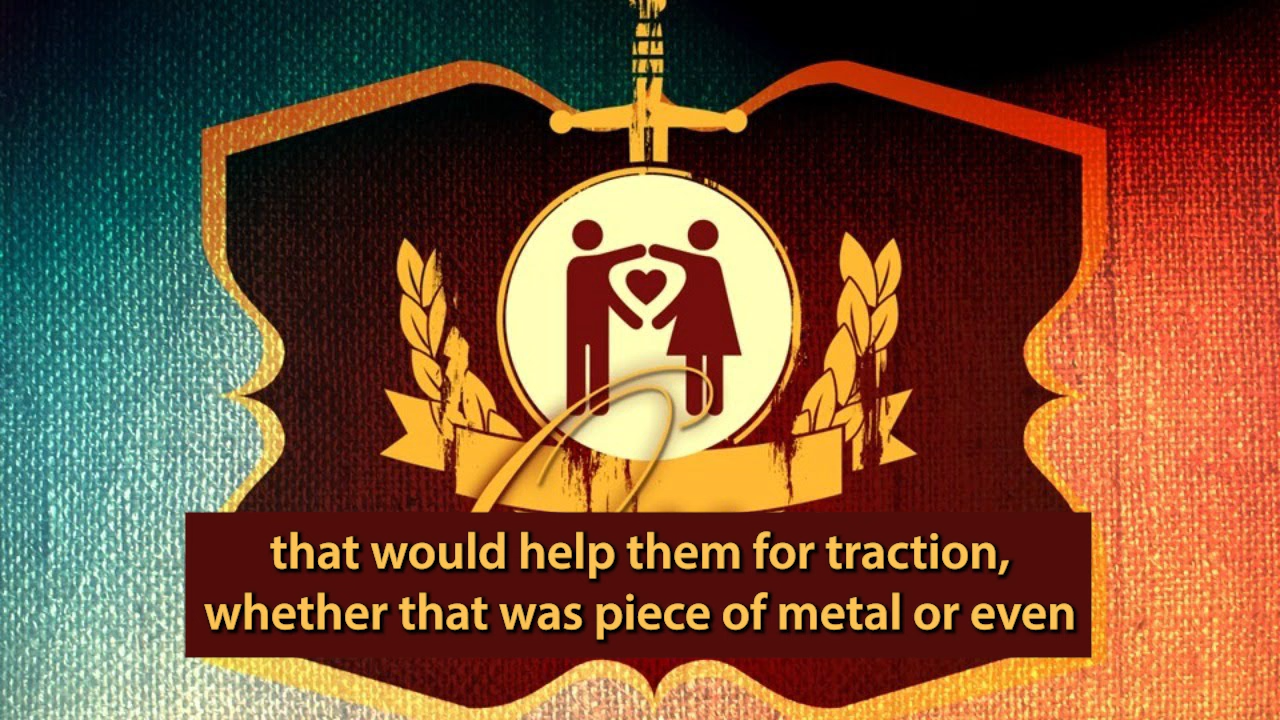 that would help them for traction,
whether that was piece of metal or even